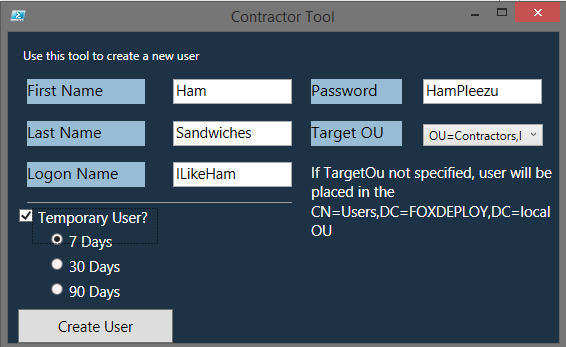 Contractor Tool
Use this tool to create a new user
First Name Ham Password HamPleezu
Last Name Sandwiches Target OU OU=Contractors,
Logon Name ILikeHam
If TargetOu not specified, user will be
placed in the
CN=Users,DC=FOXDEPLOY,DC=local
OU
Temporary User?
7 Days
30 Days
90 Days
Create User